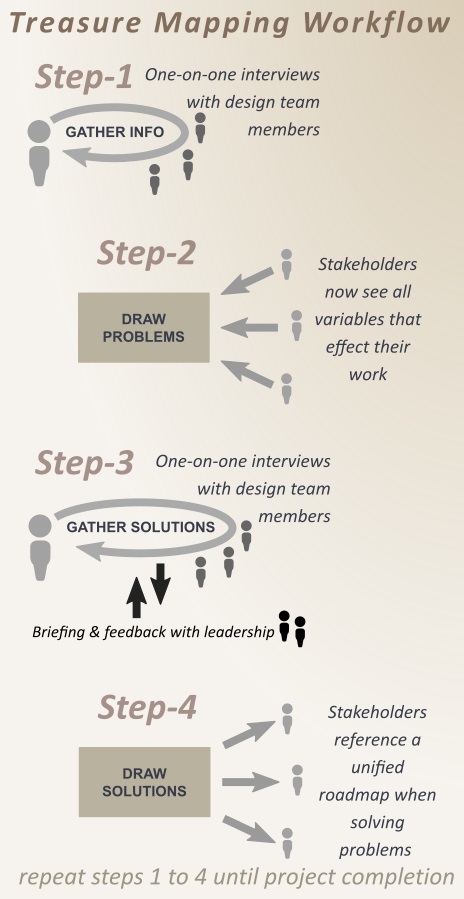 Treasure Mapping Workflow
Step-1
One-on-one interviews
with design team
members
GATHER INFO
Step-2
DRAW
PROBLEMS
Stakeholders
now see all
variables that
effect their
work
Step-3
One-on-one interviews
with design team
members
GATHER SOLUTIONS
Briefing & feedback with leadership
Step-4
DRAW
SOLUTIONS
Stakeholders
reference a
unified
roadmap when
solving
problems
repeat steps 1 to 4 until project completion